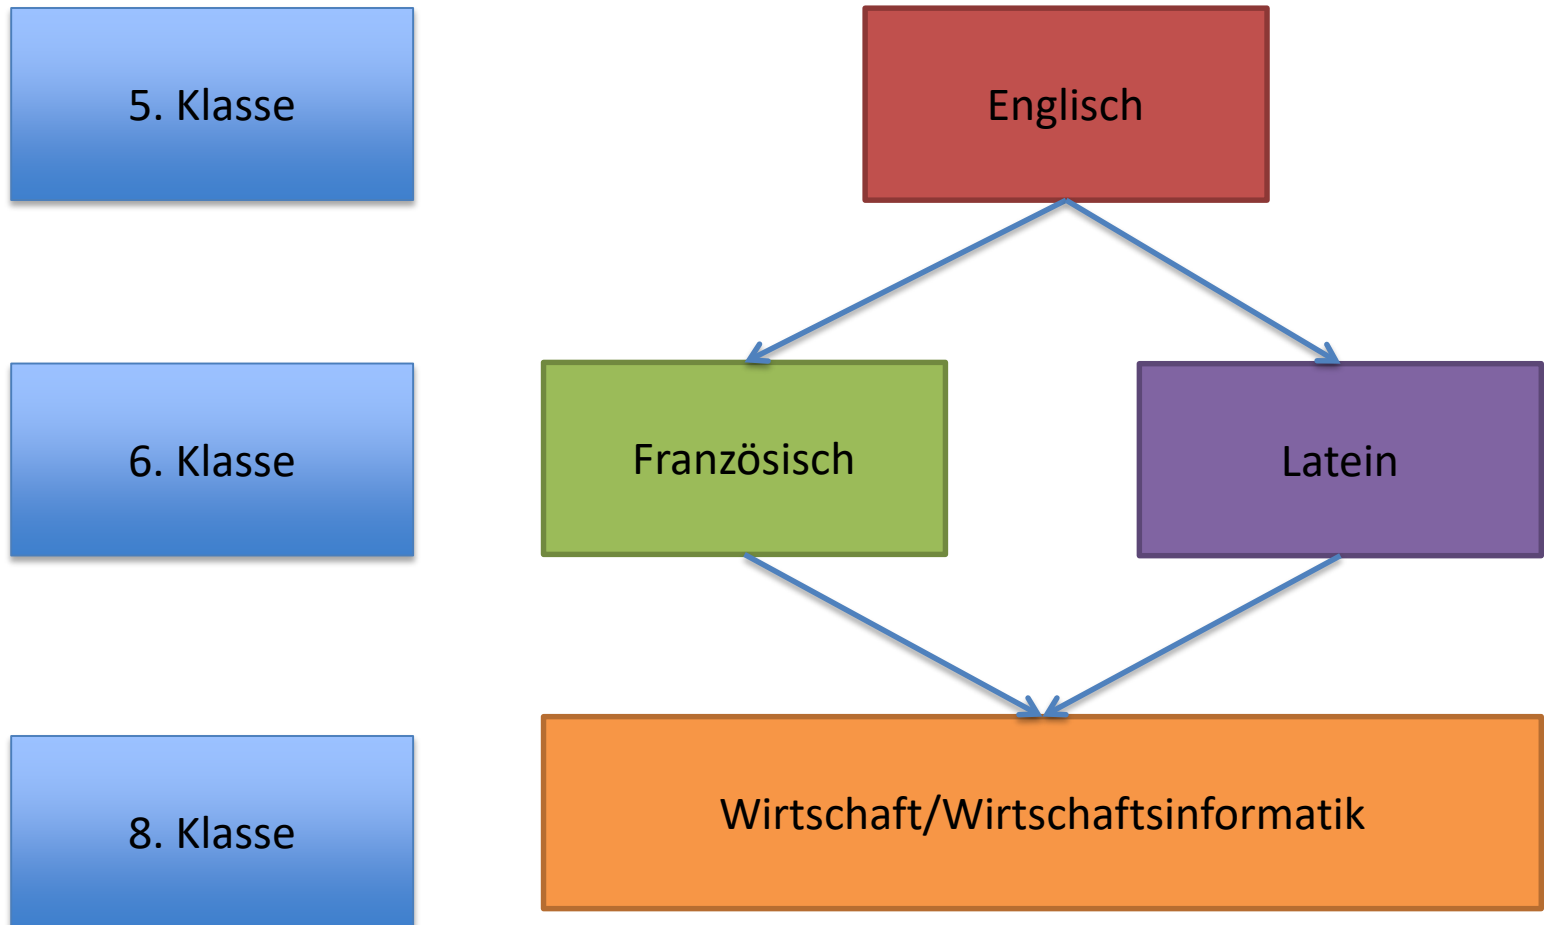 5. Klasse
Englisch
6. Klasse
Französisch
Latein
8. Klasse
Wirtschaft/Wirtschaftsinformatik